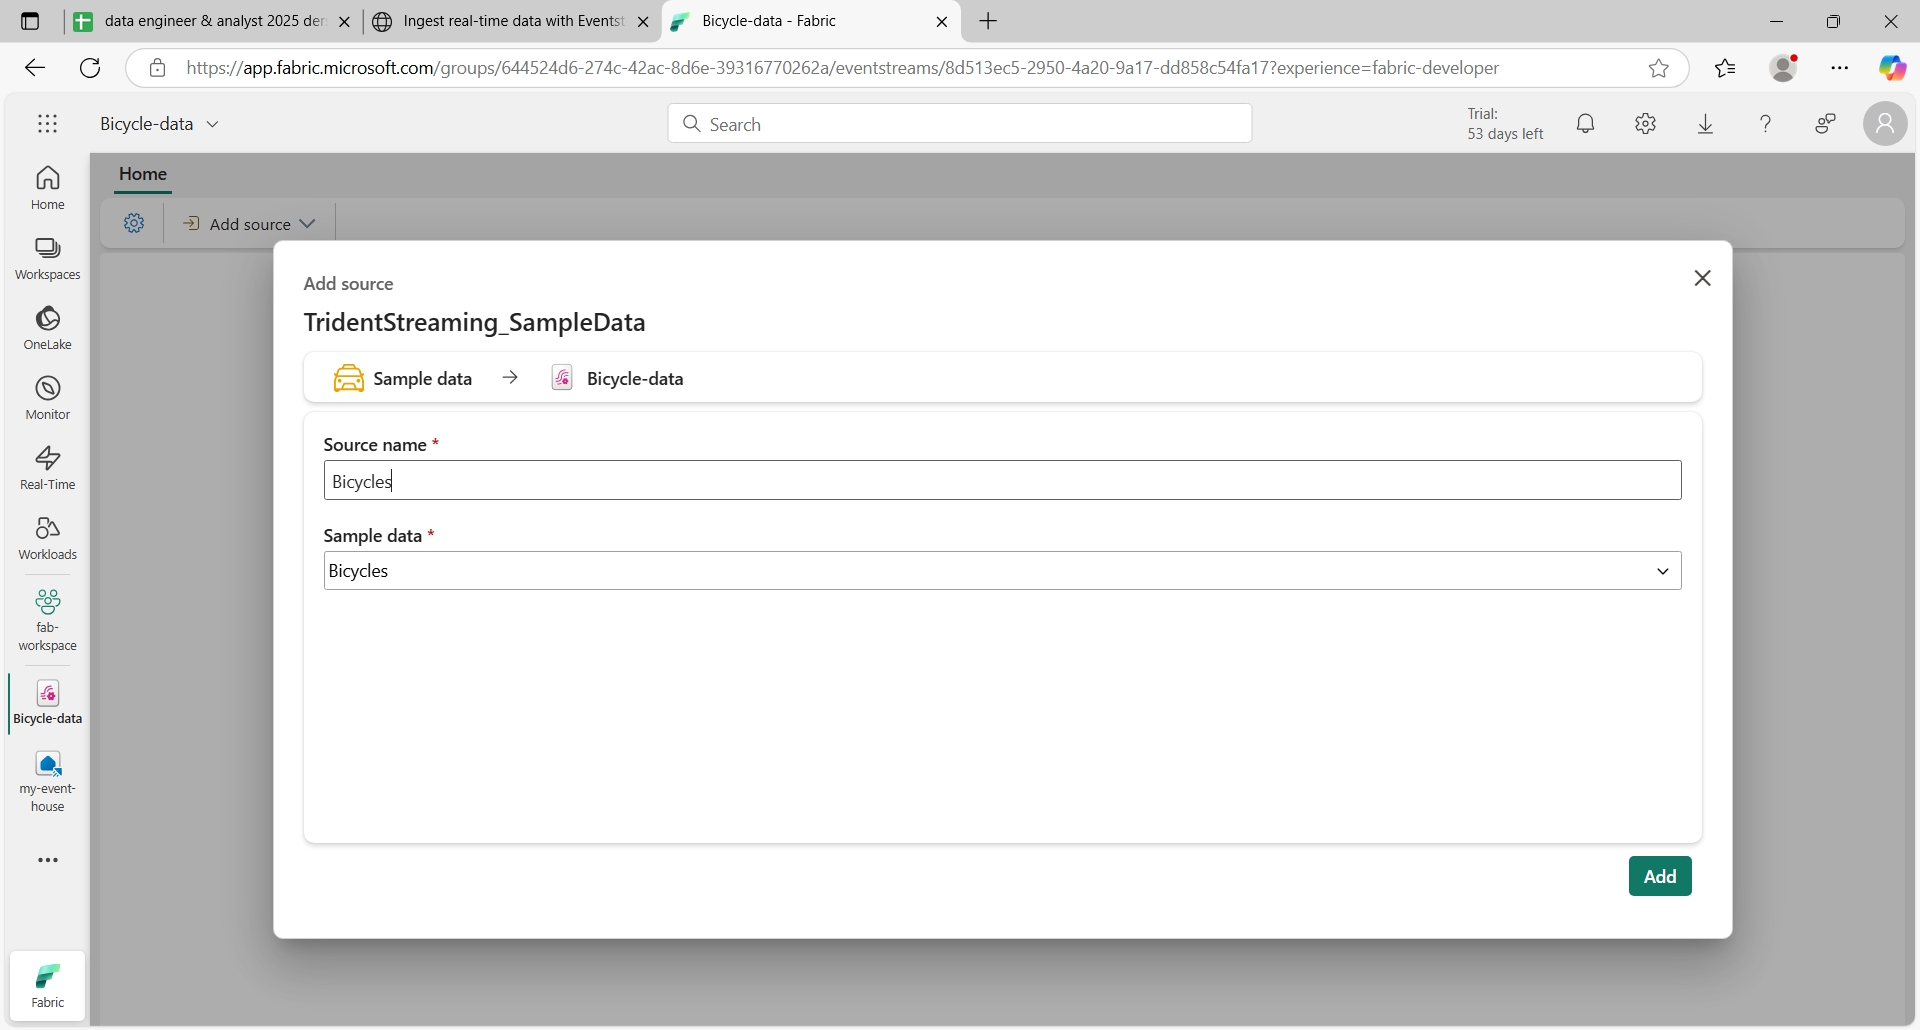 data engineer & analyst 2025 der
Ingest real-time data with Eventst
Bicycle-data - Fabric
https://app.fabric.microsoft.com/groups/644524d6-274c-42ac-8d6e-39316770262a/eventstreams/8d513ec5-2950-4a20-9a17-dd858c54fa17?experience=fabric-developer
Bicycle-data
Search
Trial:
53 days left
Home
Workspaces
OneLake
Monitor
Real-Time
Workloads
fab-
workspace
Bicycle-data
my-event-
house
Fabric
Home
Add source
Add source
TridentStreaming_SampleData
Sample data
Bicycle-data
Source name *
Bicycles
Sample data *
Bicycles
Add